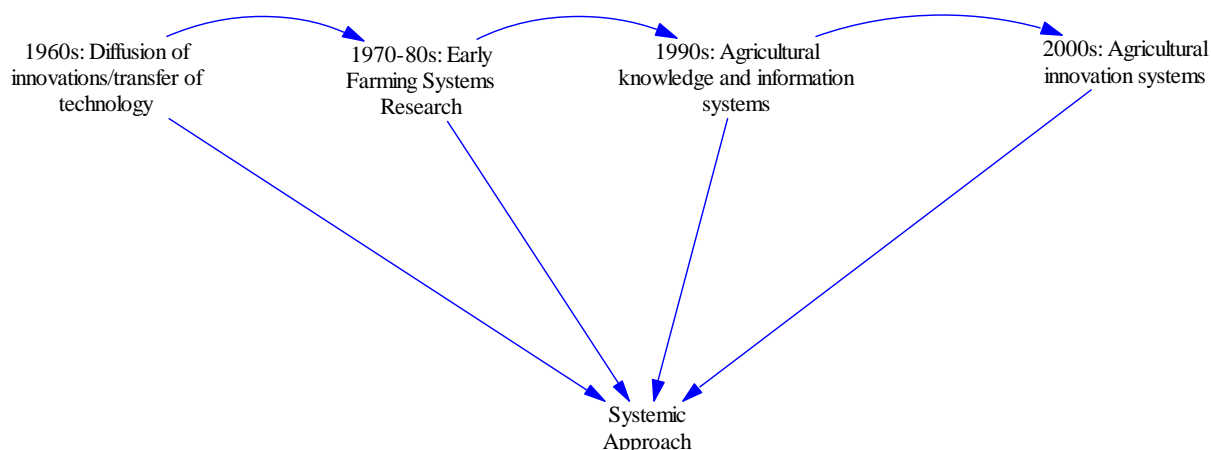 1960s: Diffusion of
innovations/transfer of
technology
1970-80s: Early
Farming Systems
Research
1990s: Agricultural
knowledge and information
systems
2000s: Agricultural
innovation systems
Systemic
Approach